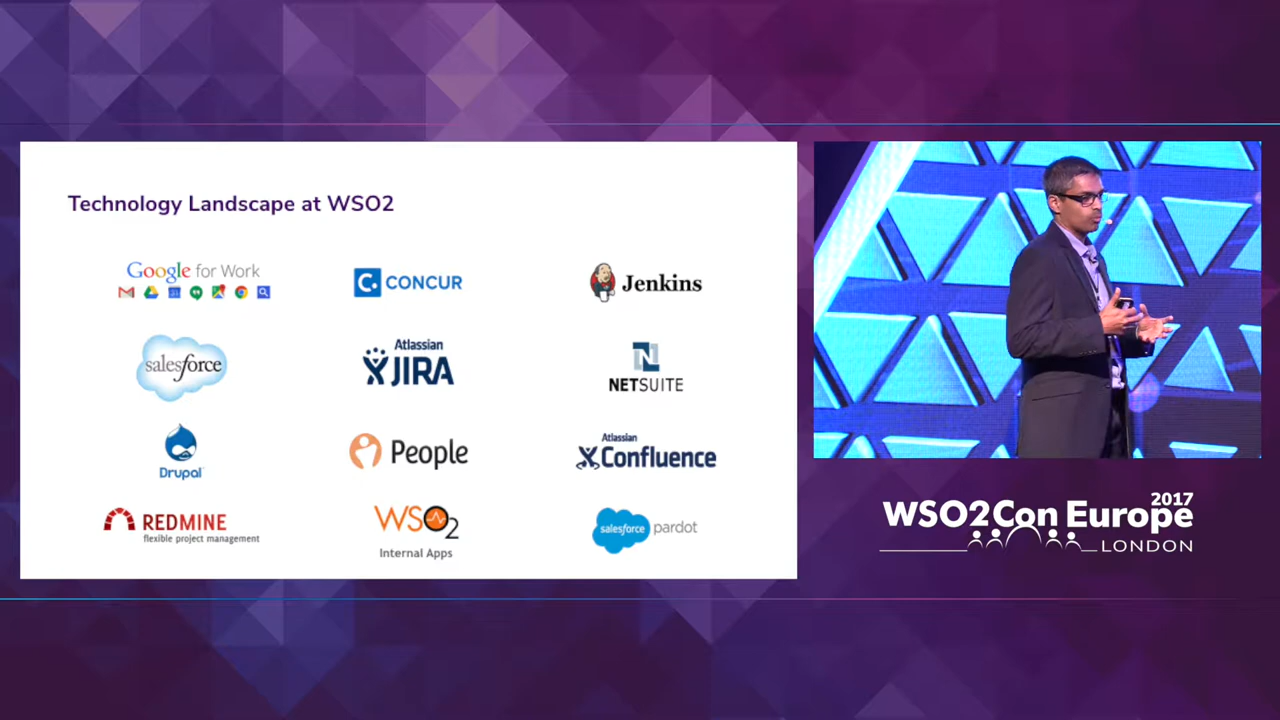 Technology Landscape at WSO2
Google for Work
CONCUR
Jenkins
salesforce
Atlassian
JIRA
NETSUITE
Drupal
People
Atlassian
Confluence
REDMINE
flexible project management
WSO2
Internal Apps
salesforce pardot
2017
WSO2Con Europe
LONDON